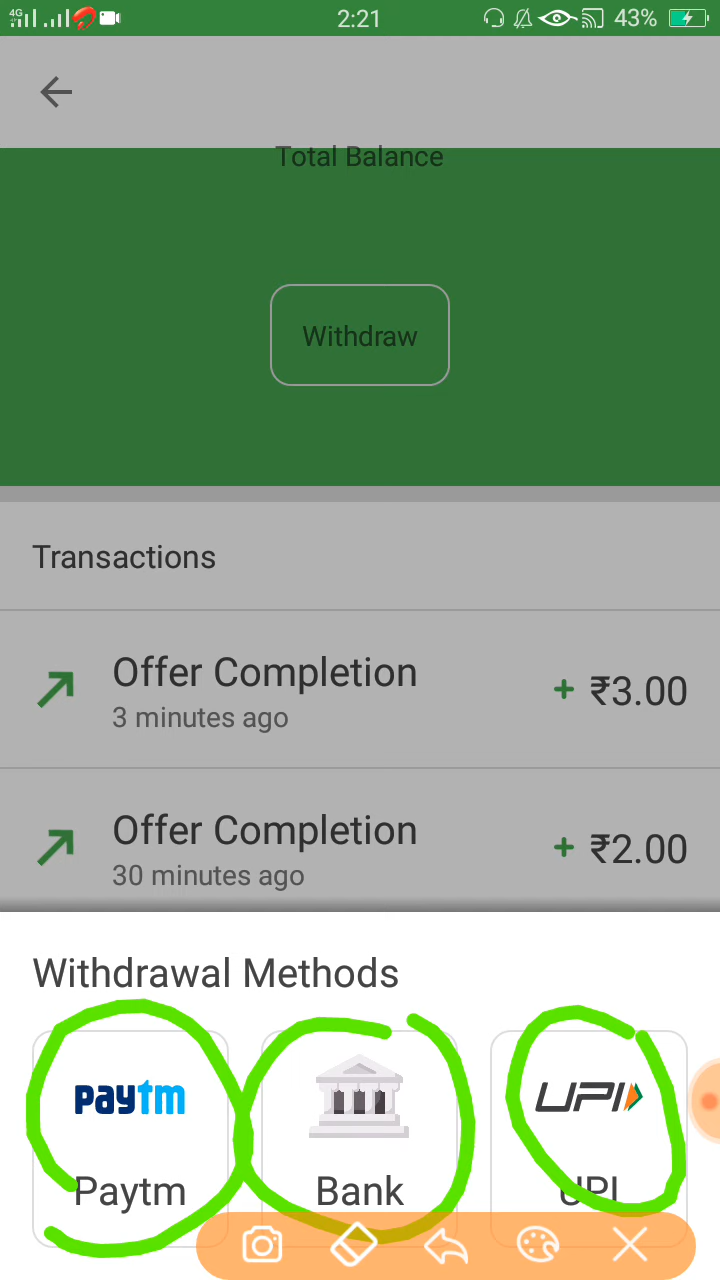 4G 2:21 43%
Total Balance
Withdraw
Transactions
Offer Completion
3 minutes ago
+ ₹3.00
Offer Completion
30 minutes ago
+ ₹2.00
Withdrawal Methods
paytm
UPI
Paytm
Bank
UPI